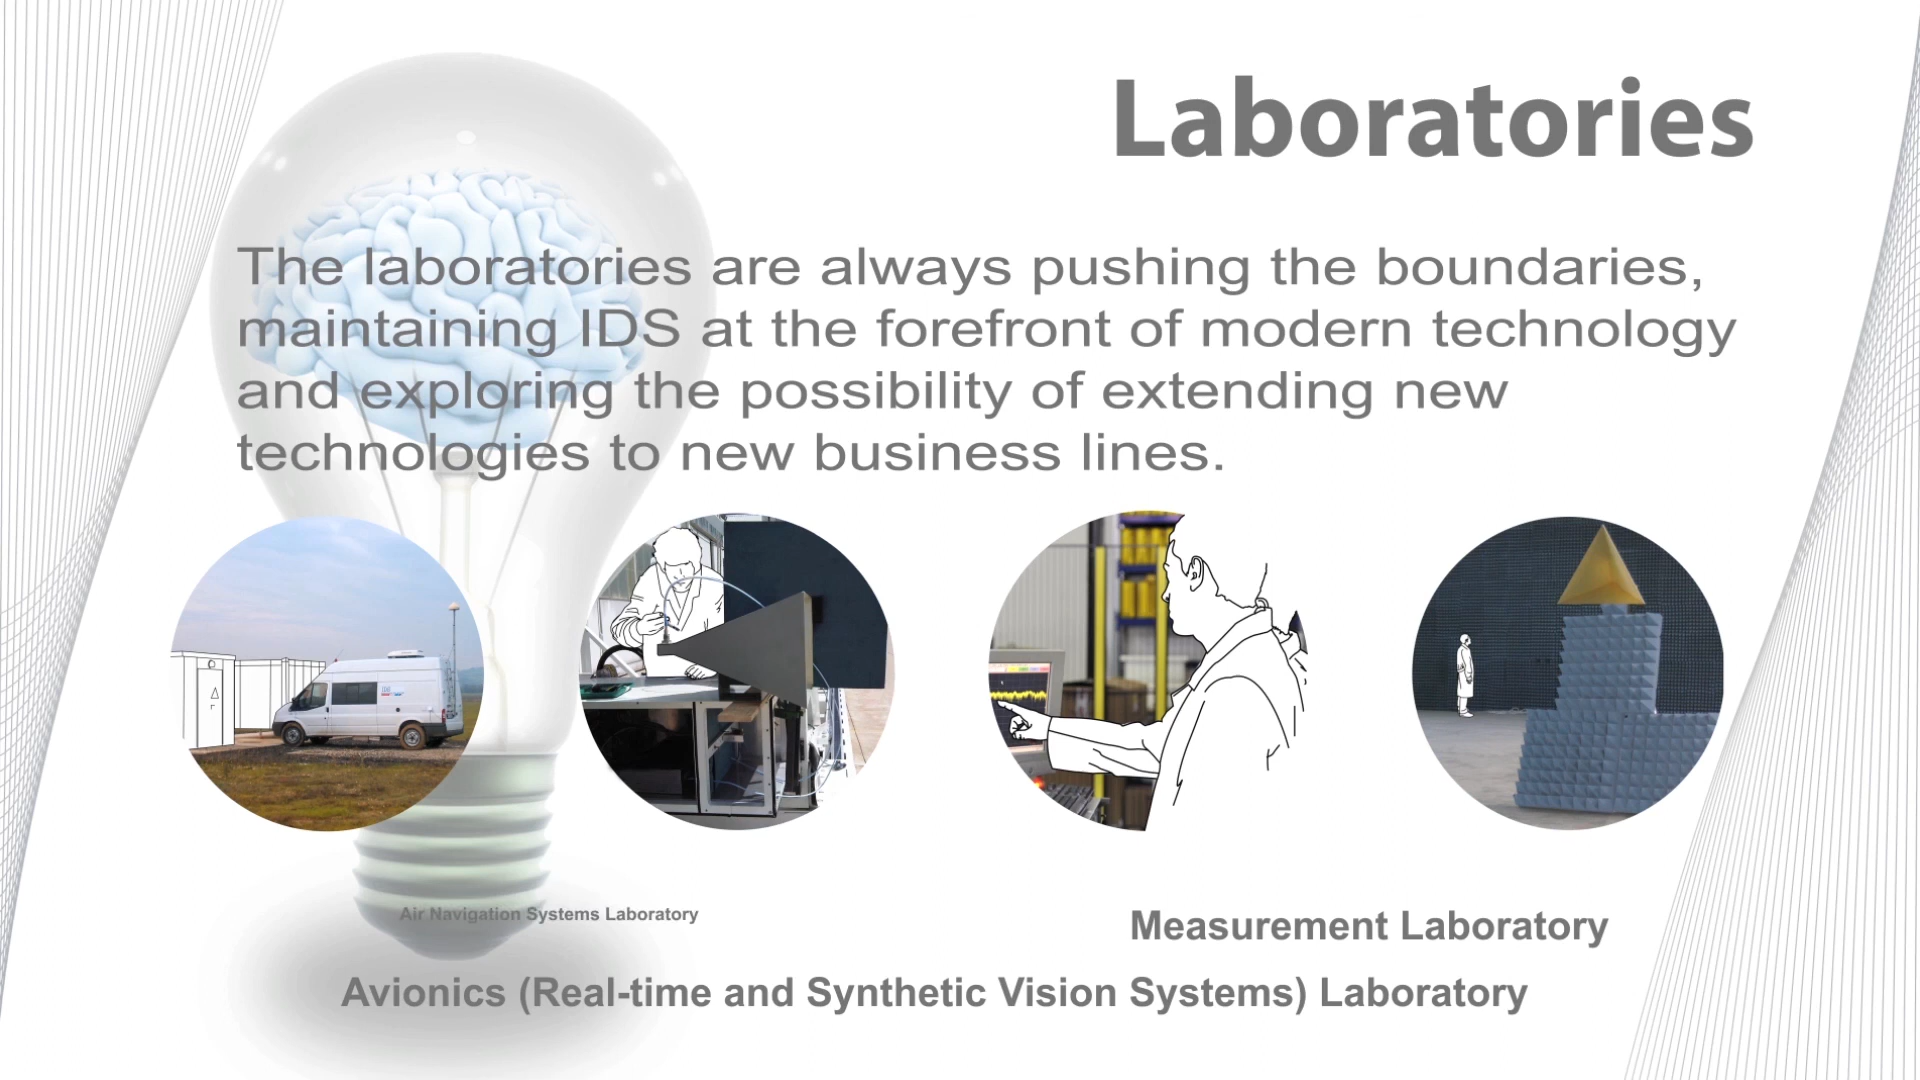 Laboratories
The laboratories are always pushing the boundaries,
maintaining IDS at the forefront of modern technology
and exploring the possibility of extending new
technologies to new business lines.
Air Navigation Systems Laboratory
Measurement Laboratory
Avionics (Real-time and Synthetic Vision Systems) Laboratory